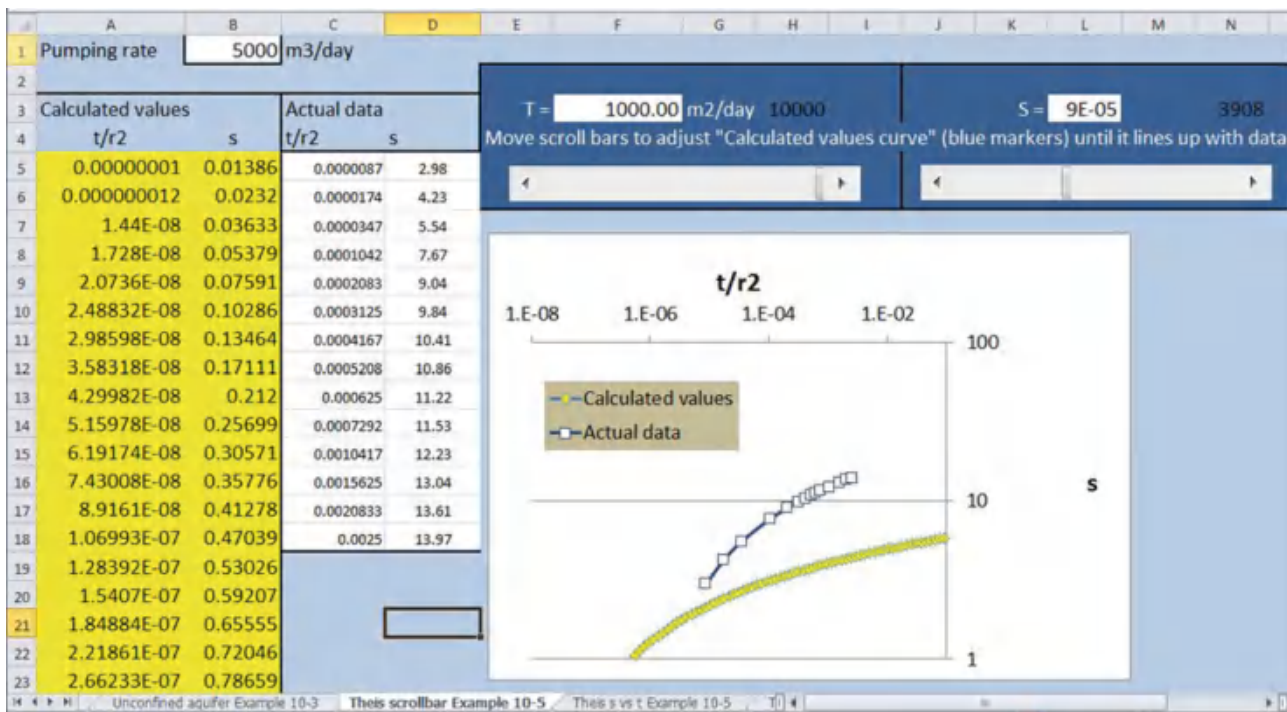 A B C D E F G H I J K L M N
1 Pumping rate 5000 m3/day
2
3 Calculated values Actual data T = 1000.00 m2/day 10000 S = 9E-05 3908
4 t/r2 s t/r2 s Move scroll bars to adjust "Calculated values curve" (blue markers) until it lines up with data
5 0.00000001 0.01386 0.0000087 2.98
6 0.000000012 0.0232 0.0000174 4.23
7 1.44E-08 0.03633 0.0000347 5.54
8 1.728E-08 0.05379 0.0001042 7.67
9 2.0736E-08 0.07591 0.0002083 9.04
10 2.48832E-08 0.10286 0.0003125 9.84
11 2.98598E-08 0.13464 0.0004167 10.41
12 3.58318E-08 0.17111 0.0005208 10.86
13 4.29982E-08 0.212 0.000625 11.22
14 5.15978E-08 0.25699 0.0007292 11.53
15 6.19174E-08 0.30571 0.0010417 12.23
16 7.43008E-08 0.35776 0.0015625 13.04
17 8.9161E-08 0.41278 0.0020833 13.61
18 1.06993E-07 0.47039 0.0025 13.97
19 1.28392E-07 0.53026
20 1.5407E-07 0.59207
21 1.84884E-07 0.65555
22 2.21861E-07 0.72046
23 2.66233E-07 0.78659
t/r2
1.E-08 1.E-06 1.E-04 1.E-02
100
Calculated values
Actual data
10
s
1
Unconfined aquifer Example 10-3 Theis scrollbar Example 10-5 Theis s vs t Example 10-5